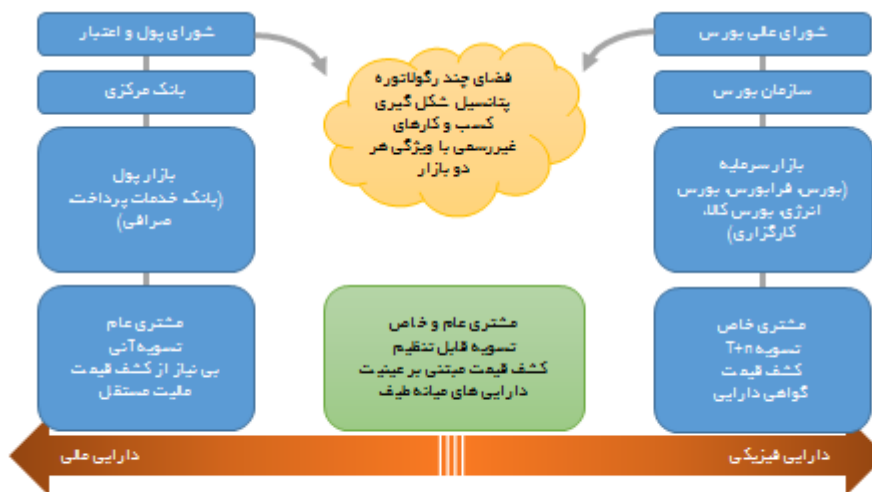 شورای عالی بورس
سازمان بورس
بازار سرمایه
(بورس، فرابورس، بورس
انرژی، بورس کالا،
کارگزاری)
مشتری خاص
تسویه T+n
کشف قیمت
گواهی دارایی
فضای چند رگولاتوره
پتانسیل شکل گیری
کسب و کارهای
غیررسمی با ویژگی هر
دو بازار
مشتری عام و خاص
تسویه قابل تنظیم
کشف قیمت مبتنی بر عینیت
دارایی های میانه طیف
شورای پول و اعتبار
بانک مرکزی
بازار پول
(بانک، خدمات پرداخت،
صرافی)
مشتری عام
تسویه آنی
بی نیاز از کشف قیمت
مالیت مستقل
دارایی فیزیکی
دارایی مالی